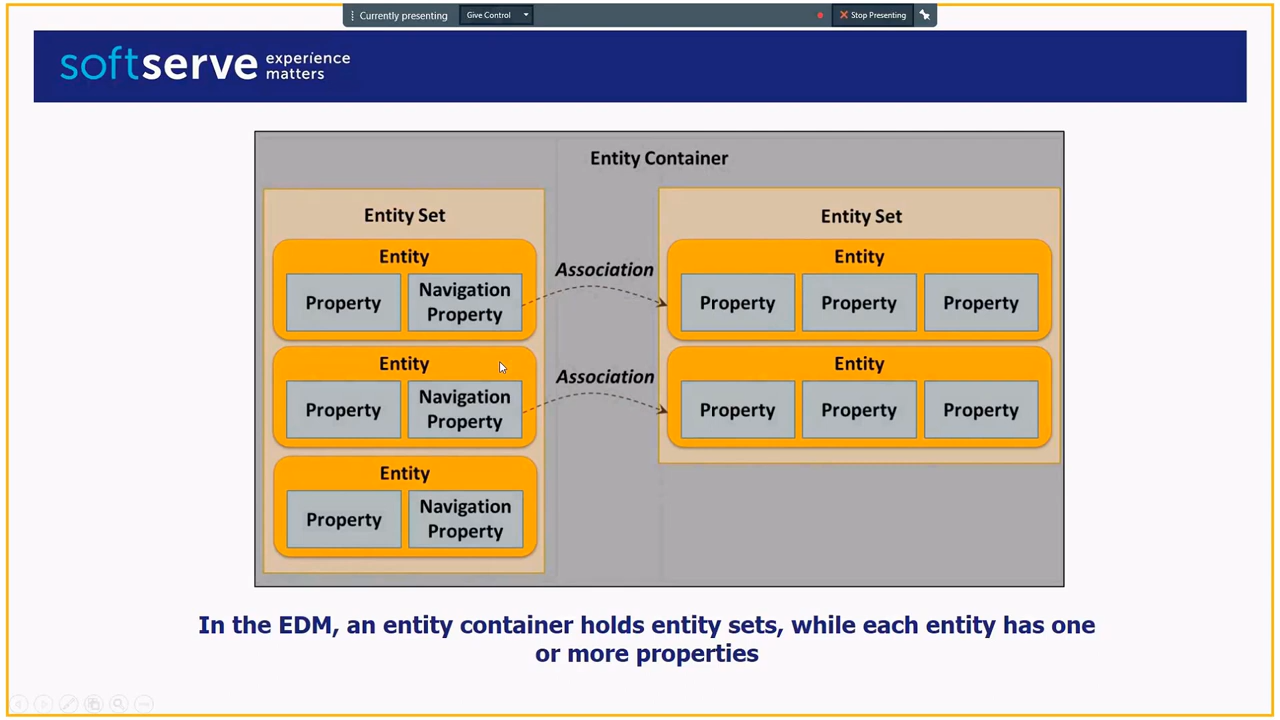 Currently presenting
Give Control
Stop Presenting
softserve experience
matters
Entity Container
Entity Set
Entity
Property
Navigation
Property
Entity
Property
Navigation
Property
Entity
Property
Navigation
Property
Association
Association
Entity Set
Entity
Property Property Property
Entity
Property Property Property
In the EDM, an entity container holds entity sets, while each entity has one
or more properties